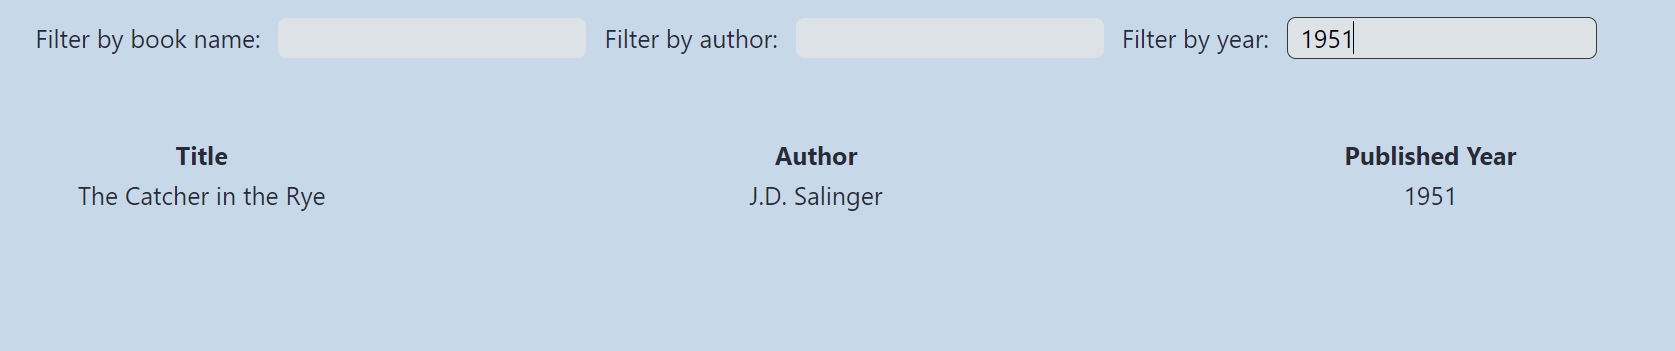 Filter by book name: Filter by author: Filter by year: 1951
Title Author Published Year
The Catcher in the Rye J.D. Salinger 1951